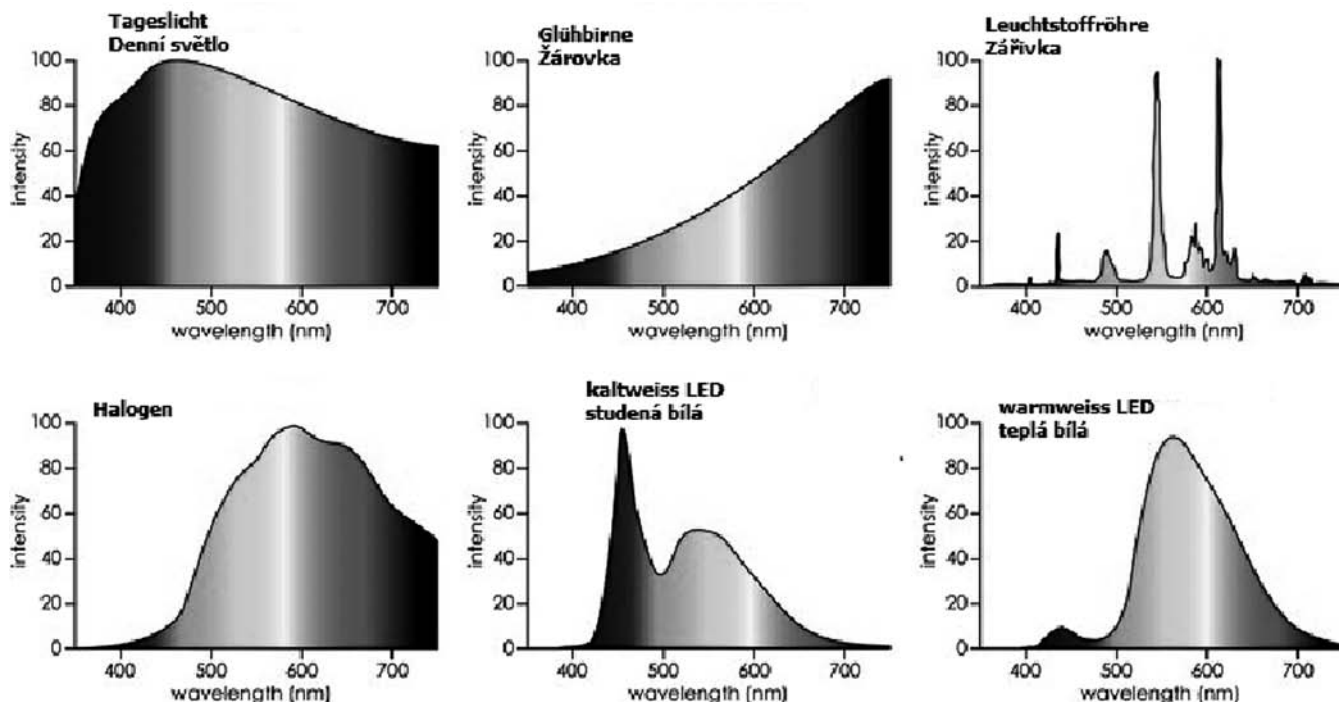 Tageslicht
Denní světlo
100
80
60
40
20
0
intensity
400 500 600 700
wavelength (nm)
Glühbirne
Žárovka
100
80
60
40
20
0
intensity
400 500 600 700
wavelength (nm)
Leuchtstoffröhre
Zářivka
100
80
60
40
20
0
intensity
400 500 600 700
wavelength (nm)
Halogen
100
80
60
40
20
0
intensity
400 500 600 700
wavelength (nm)
kaltweiss LED
studená bílá
100
80
60
40
20
0
intensity
400 500 600 700
wavelength (nm)
warmweiss LED
teplá bílá
100
80
60
40
20
0
intensity
400 500 600 700
wavelength (nm)